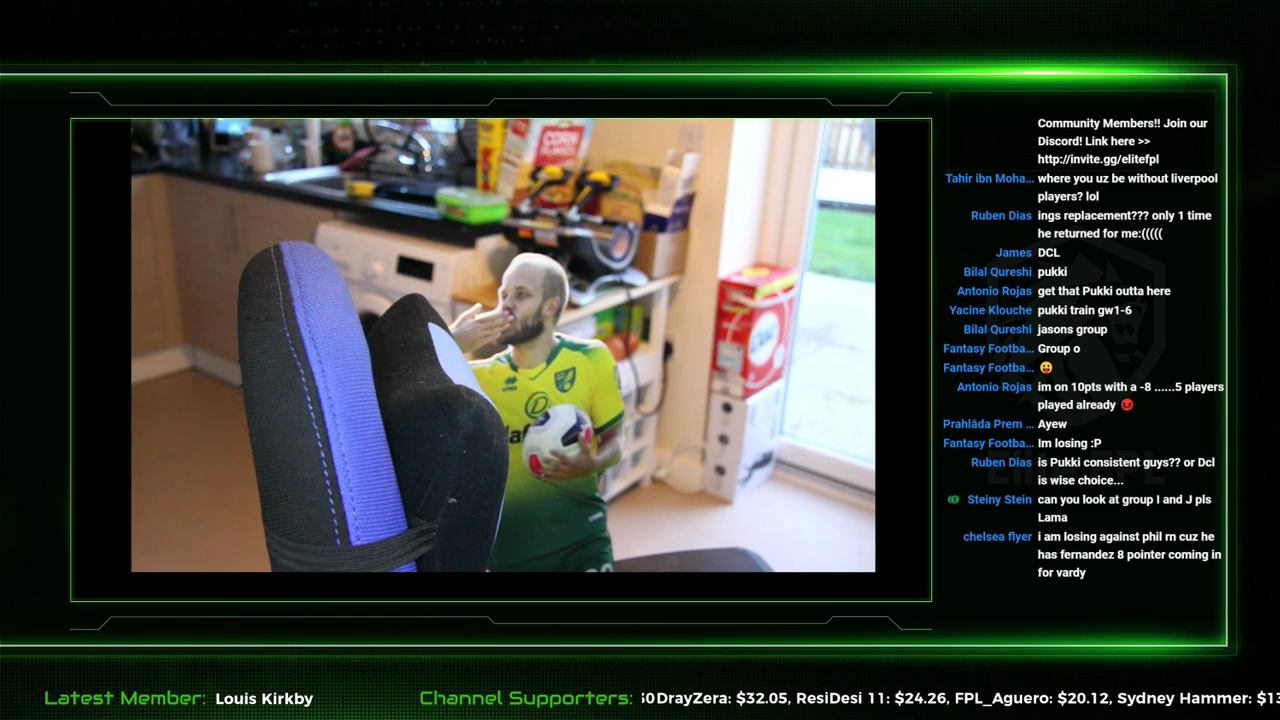 CORN
Community Members!! Join our
Discord! Link here >>
http://invite.gg/elitefpl
Tahir ibn Moha... where you uz be without liverpool
players? lol
Ruben Dias ings replacement??? only 1 time
he returned for me:(((((
James DCL
Bilal Qureshi pukki
Antonio Rojas get that Pukki outta here
Yacine Klouche pukki train gw1-6
Bilal Qureshi jasons group
Fantasy Footba... Group o
Fantasy Footba... 😛
Antonio Rojas im on 10pts with a -8 ......5 players
played already 😡
Prahlāda Prem ... Ayew
Fantasy Footba... Im losing :P
Ruben Dias is Pukki consistent guys?? or Dcl
is wise choice...
Steiny Stein can you look at group I and J pls
Lama
chelsea flyer i am losing against phil rn cuz he
has fernandez 8 pointer coming in
for vardy
Latest Member: Louis Kirkby
Channel Supporters: 50DrayZera: $32.05, ResiDesi 11: $24.26, FPL_Aguero: $20.12, Sydney Hammer: $1